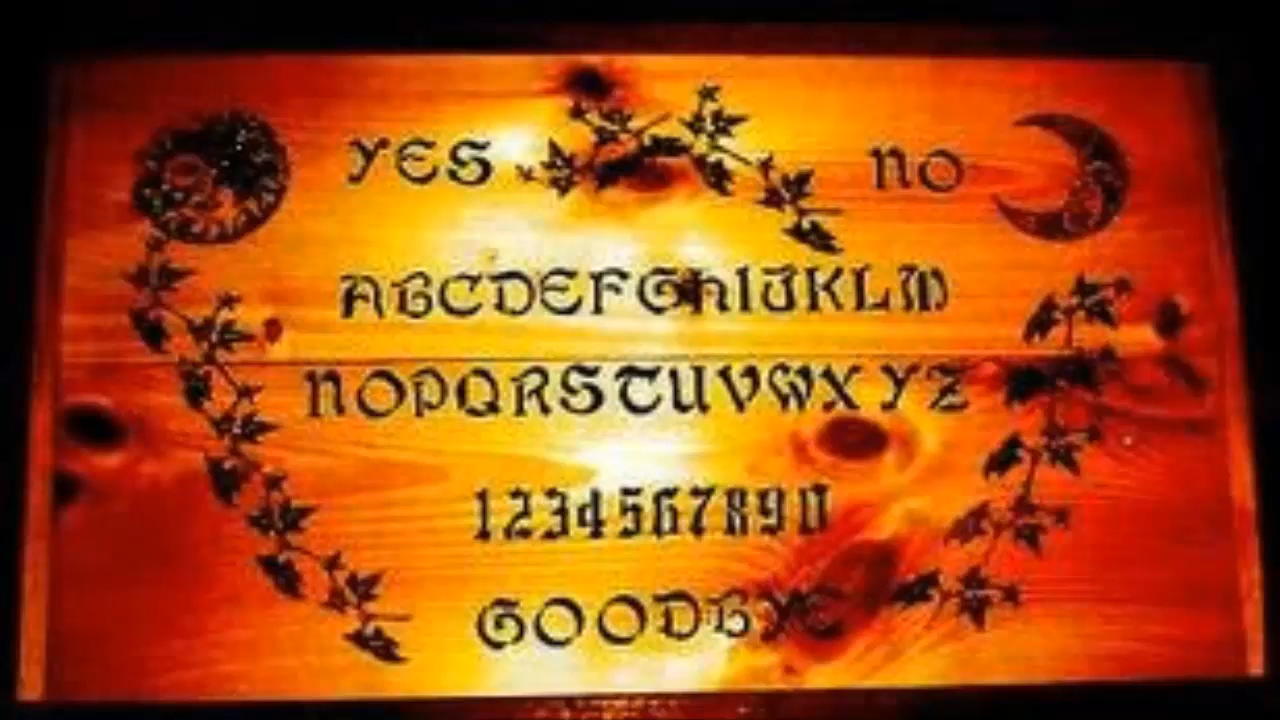 YES NO
ABCDEFGhIJKLM
NOPQRSTUVWXYZ
1234567890
GOODBYE